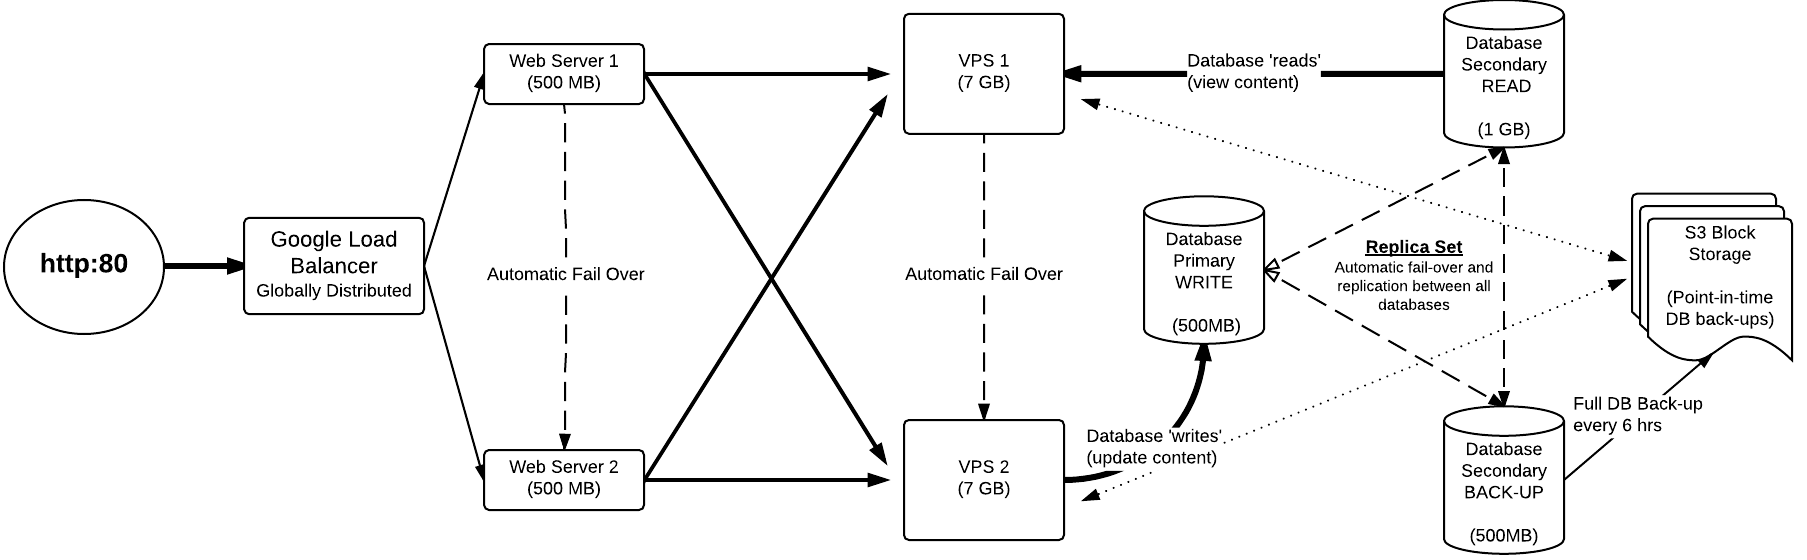 http:80
Google Load
Balancer
Globally Distributed
Web Server 1
(500 MB)
Automatic Fail Over
Web Server 2
(500 MB)
VPS 1
(7 GB)
Automatic Fail Over
VPS 2
(7 GB)
Database 'reads'
(view content)
Database
Secondary
READ
(1 GB)
Database
Primary
WRITE
(500MB)
Replica Set
Automatic fail-over and
replication between all
databases
Database 'writes'
(update content)
Database
Secondary
BACK-UP
(500MB)
Full DB Back-up
every 6 hrs
S3 Block
Storage
(Point-in-time
DB back-ups)